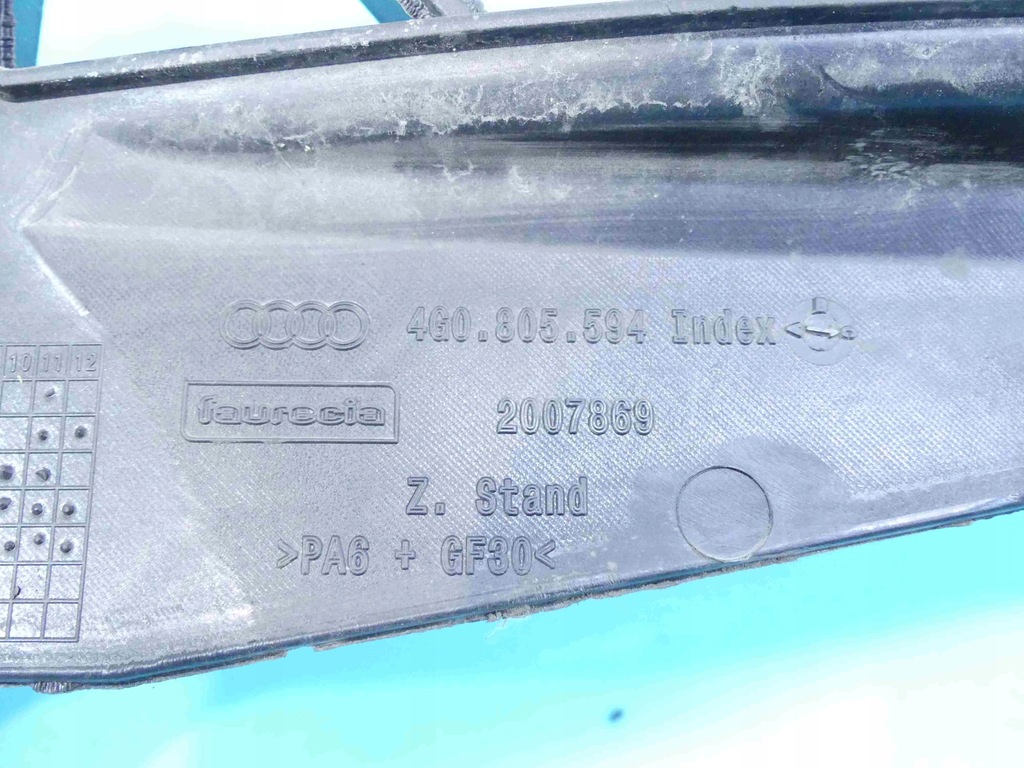 4G0.805.594 Index
10 11 12
faurecia
2007869
Z. Stand
>PA6 + GF30<